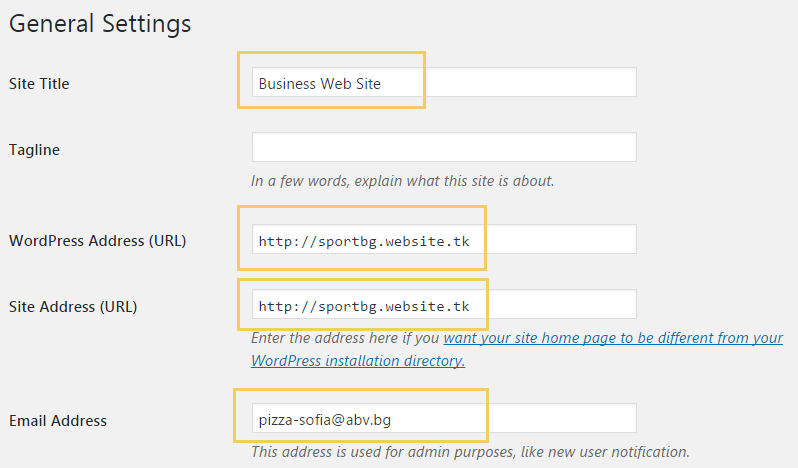 General Settings
Site Title
Business Web Site
Tagline
In a few words, explain what this site is about.
WordPress Address (URL)
http://sportbg.website.tk
Site Address (URL)
http://sportbg.website.tk
Enter the address here if you want your site home page to be different from your
WordPress installation directory.
Email Address
pizza-sofia@abv.bg
This address is used for admin purposes, like new user notification.